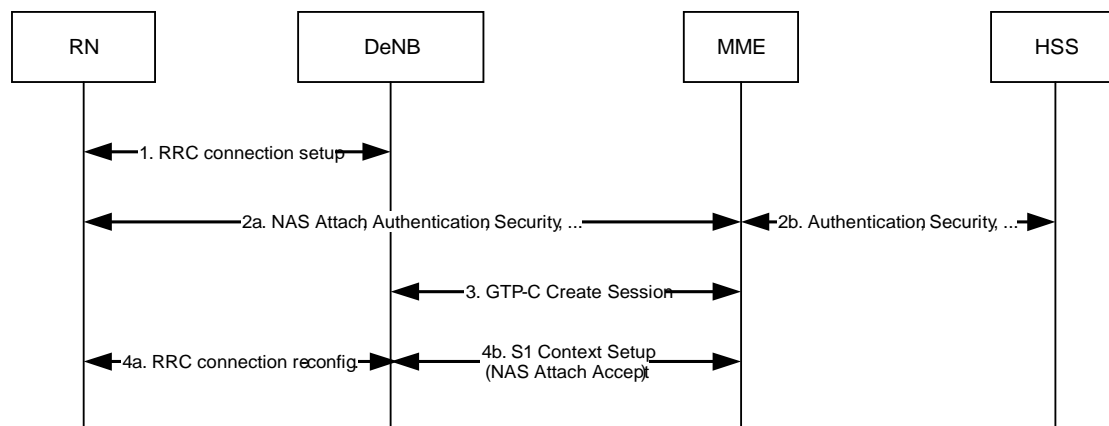 RN
DeNB
MME
HSS
1. RRC connection setup
2a. NAS Attach, Authentication, Security, ...
2b. Authentication, Security, ...
3. GTP-C Create Session
4a. RRC connection reconfig.
4b. S1 Context Setup
(NAS Attach Accept)